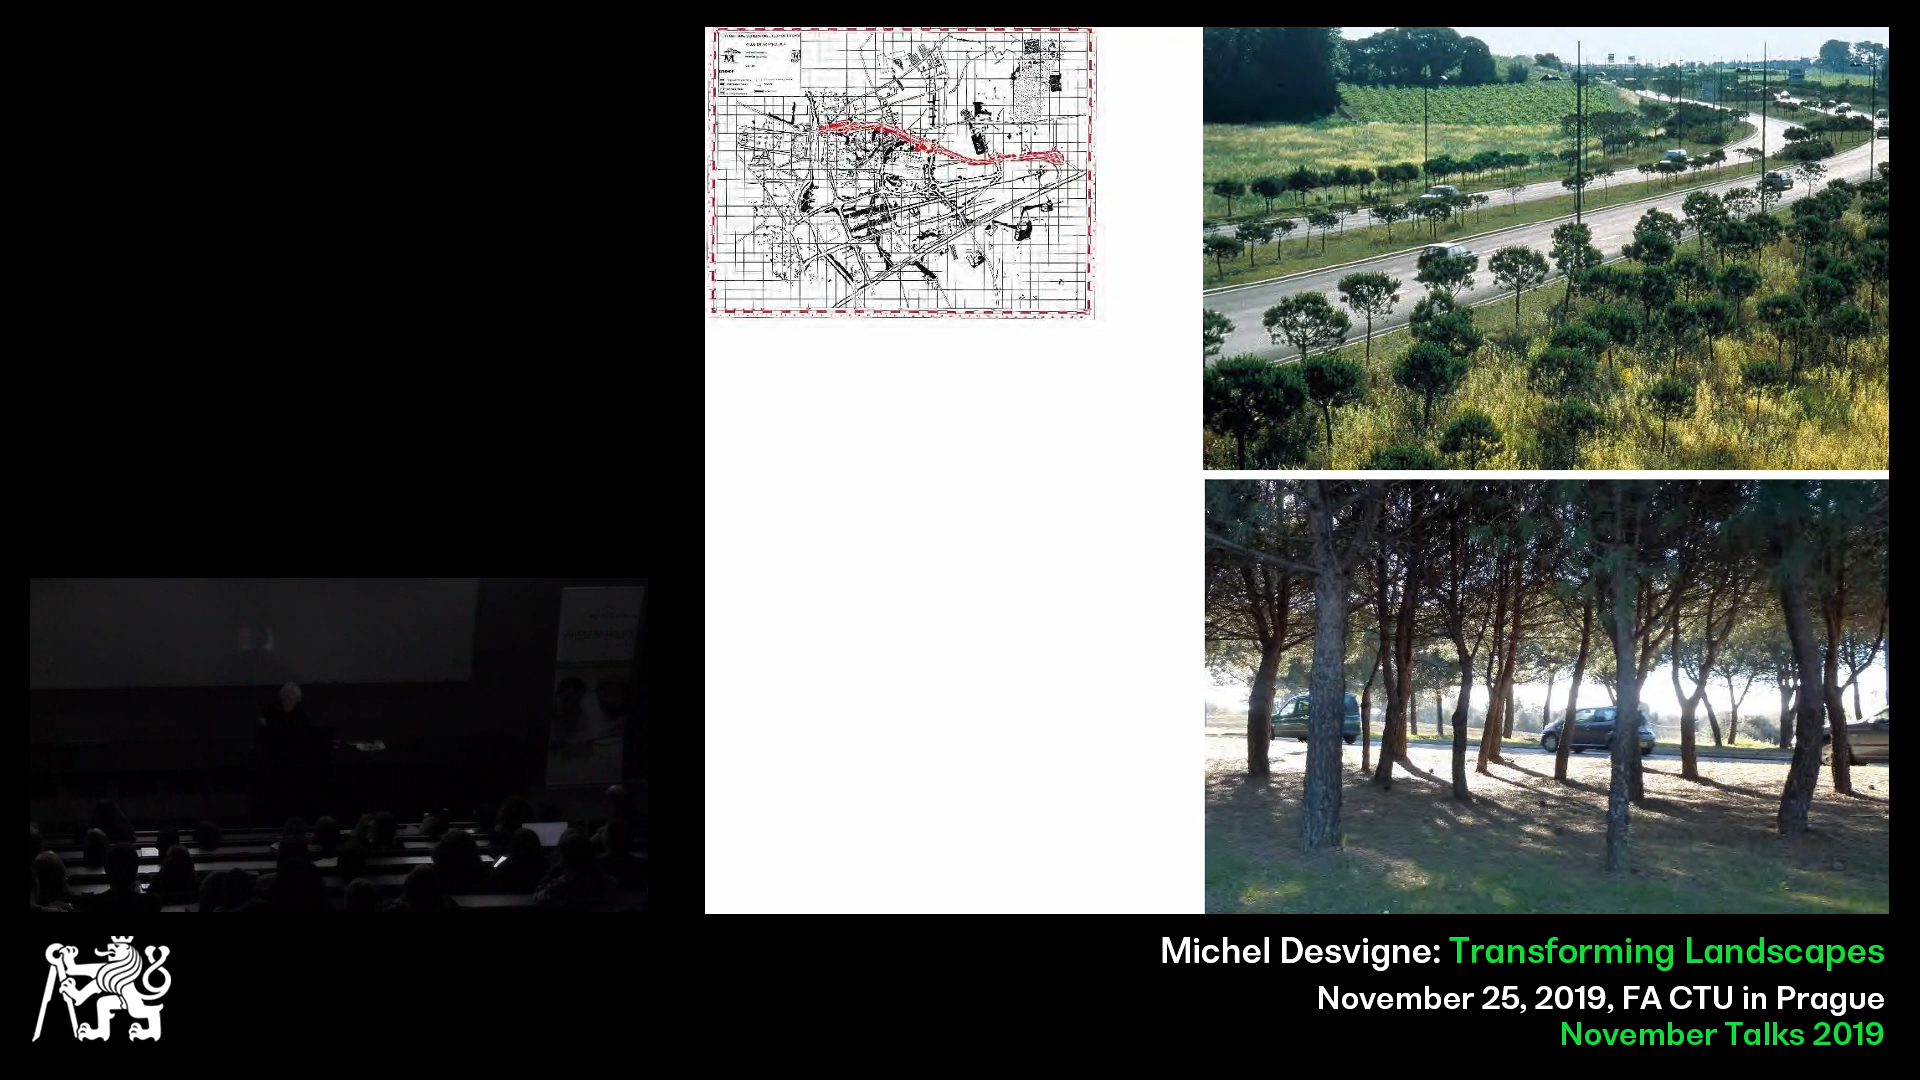 Michel Desvigne: Transforming Landscapes
November 25, 2019, FA CTU in Prague
November Talks 2019